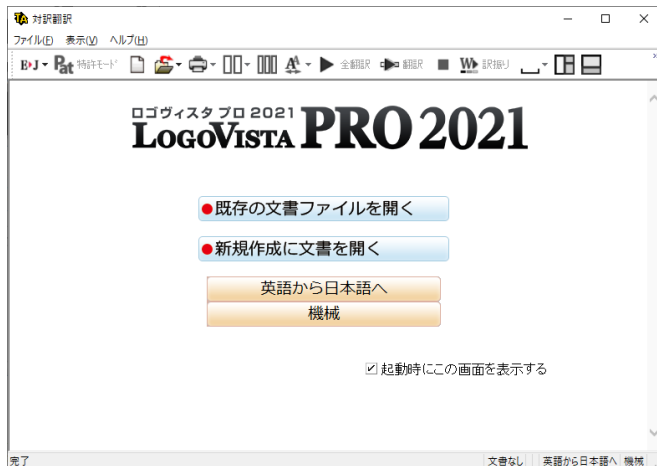 対訳翻訳
ファイル(F) 表示(V) ヘルプ(H)
E▸J Pat 特許モード A 全翻訳 翻訳 W 訳振り
ロゴヴィスタ プロ 2021
LOGOVISTA PRO 2021
●既存の文書ファイルを開く
●新規作成に文書を開く
英語から日本語へ
機械
起動時にこの画面を表示する
完了 文書なし 英語から日本語へ 機械